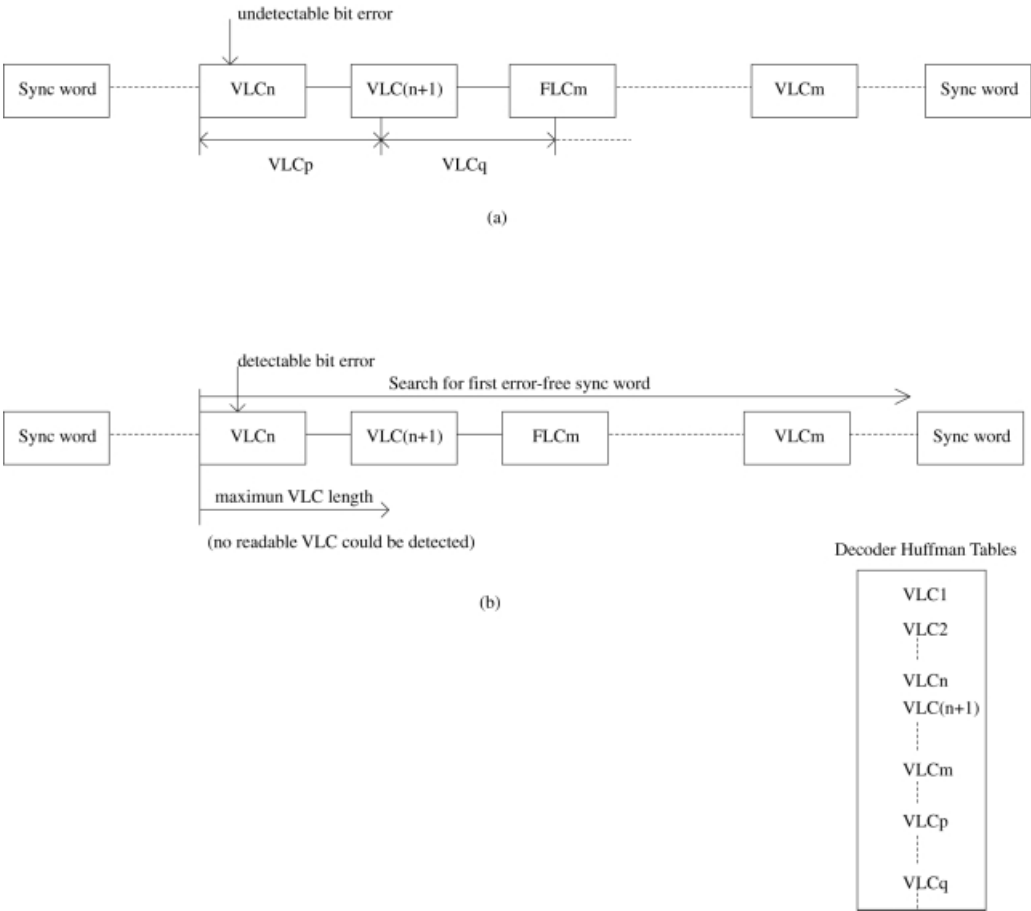 undetectable bit error
Sync word VLCn VLC(n+1) FLCm VLCm Sync word
VLCp VLCq
(a)
detectable bit error
Search for first error-free sync word
Sync word VLCn VLC(n+1) FLCm VLCm Sync word
maximun VLC length
(no readable VLC could be detected)
(b)
Decoder Huffman Tables
VLC1
VLC2
VLCn
VLC(n+1)
VLCm
VLCp
VLCq